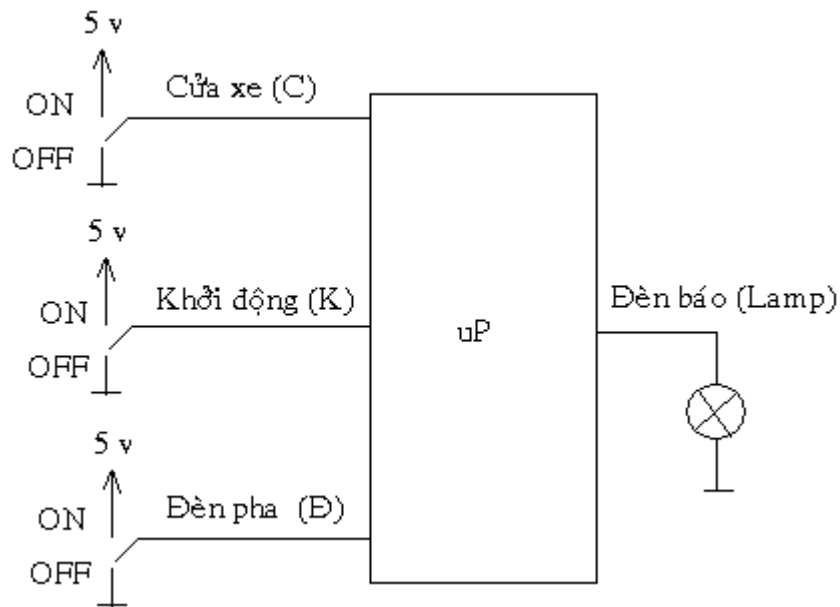 5 v
ON
Cửa xe (C)
OFF
5 v
ON
Khởi động (K)
OFF
uP
Đèn báo (Lamp)
5 v
ON
Đèn pha (Đ)
OFF